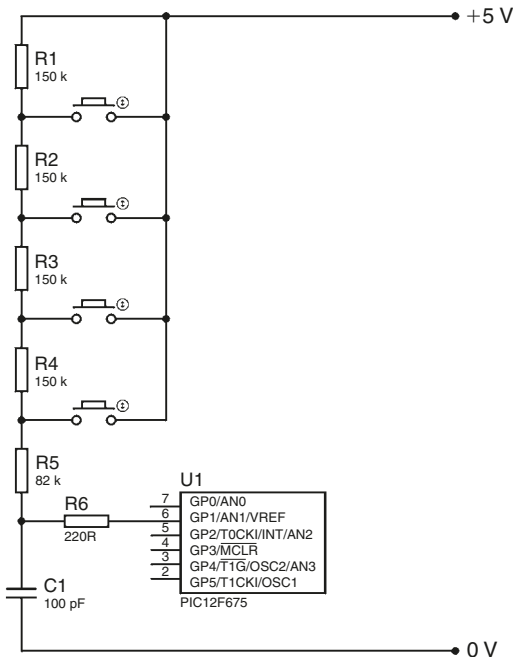 +5 V
R1
150 k
R2
150 k
R3
150 k
R4
150 k
R5
82 k
R6
220R
C1
100 pF
U1
7 GP0/AN0
6 GP1/AN1/VREF
5 GP2/T0CKI/INT/AN2
4 GP3/MCLR
3 GP4/T1G/OSC2/AN3
2 GP5/T1CKI/OSC1
PIC12F675
0 V